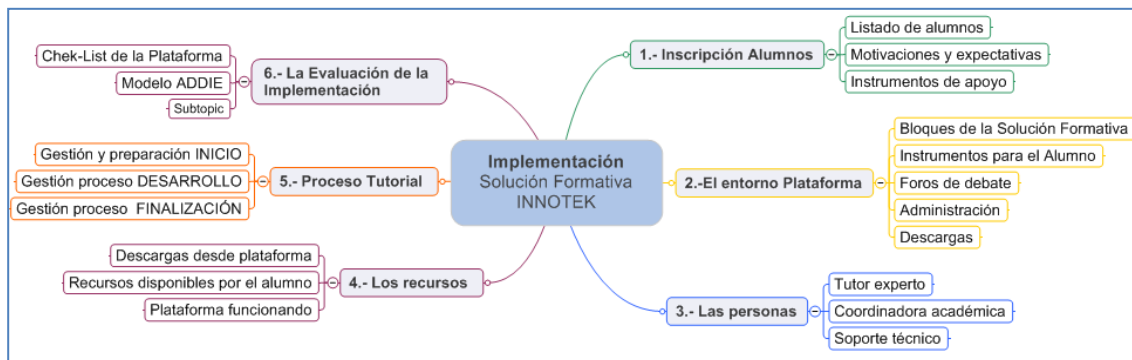 Implementación
Solución Formativa
INNOTEK
1.- Inscripción Alumnos
Listado de alumnos
Motivaciones y expectativas
Instrumentos de apoyo
2.-El entorno Plataforma
Bloques de la Solución Formativa
Instrumentos para el Alumno
Foros de debate
Administración
Descargas
3.- Las personas
Tutor experto
Coordinadora académica
Soporte técnico
4.- Los recursos
Descargas desde plataforma
Recursos disponibles por el alumno
Plataforma funcionando
5.- Proceso Tutorial
Gestión y preparación INICIO
Gestión proceso DESARROLLO
Gestión proceso FINALIZACIÓN
6.- La Evaluación de la
Implementación
Chek-List de la Plataforma
Modelo ADDIE
Subtopic